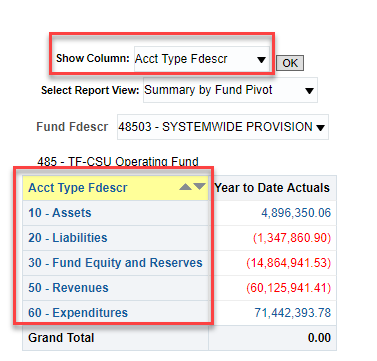 Show Column: Acct Type Fdescr OK
Select Report View: Summary by Fund Pivot
Fund Fdescr 48503 - SYSTEMWIDE PROVISION
485 - TF-CSU Operating Fund
Acct Type Fdescr Year to Date Actuals
10 - Assets 4,896,350.06
20 - Liabilities (1,347,860.90)
30 - Fund Equity and Reserves (14,864,941.53)
50 - Revenues (60,125,941.41)
60 - Expenditures 71,442,393.78
Grand Total 0.00